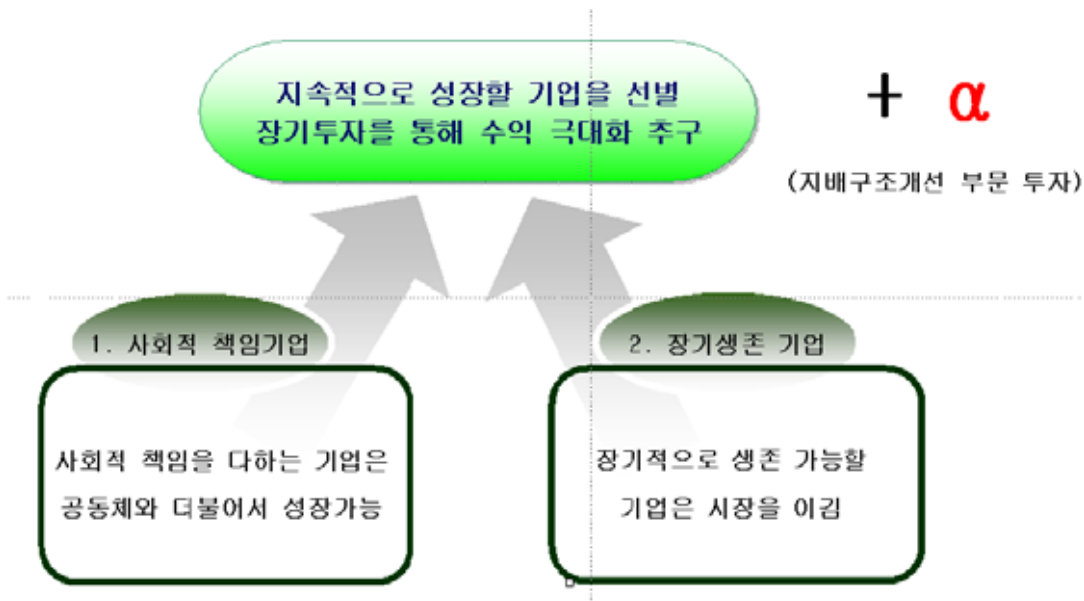 지속적으로 성장할 기업을 선별
장기투자를 통해 수익 극대화 추구
+ α
(지배구조개선 부문 투자)
1. 사회적 책임기업
사회적 책임을 다하는 기업은
공동체와 더불어서 성장가능
2. 장기생존 기업
장기적으로 생존 가능할
기업은 시장을 이김